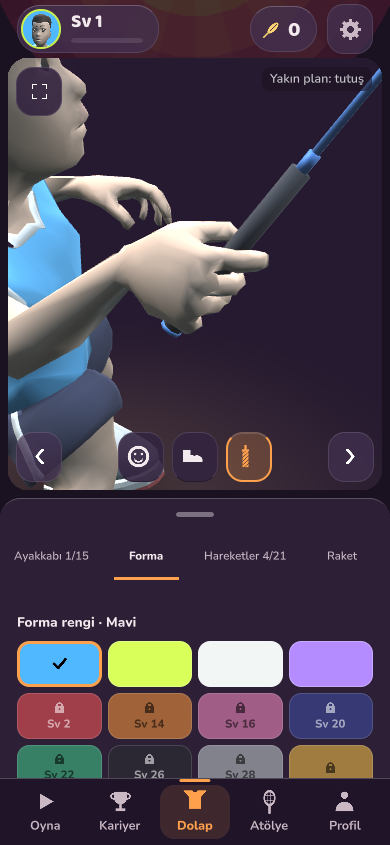 Sv 1
0
Yakın plan: tutuş
Ayakkabı 1/15
Forma
Hareketler 4/21
Raket
Forma rengi · Mavi
Sv 2
Sv 14
Sv 16
Sv 20
Sv 22
Sv 26
Sv 28
Oyna
Kariyer
Dolap
Atölye
Profil